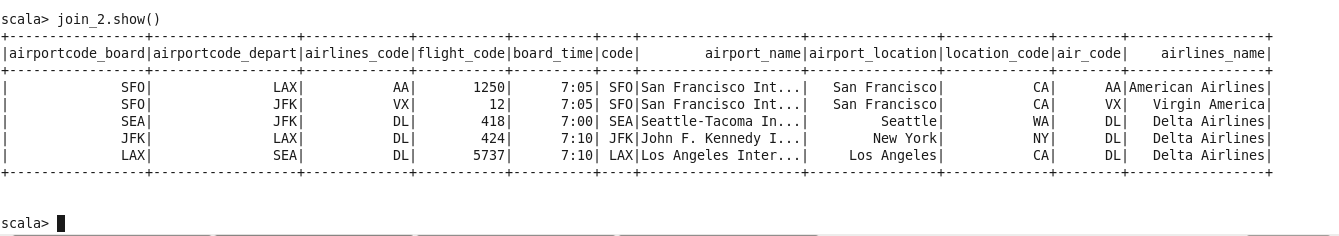 scala> join_2.show()
+-----------------+------------------+-------------+-----------+----------+----+--------------------+----------------+-------------+--------+-----------------+
|airportcode_board|airportcode_depart|airlines_code|flight_code|board_time|code|        airport_name|airport_location|location_code|air_code|    airlines_name|
+-----------------+------------------+-------------+-----------+----------+----+--------------------+----------------+-------------+--------+-----------------+
|              SFO|               LAX|           AA|       1250|      7:05| SFO|San Francisco Int...|   San Francisco|           CA|      AA|American Airlines|
|              SFO|               JFK|           VX|         12|      7:05| SFO|San Francisco Int...|   San Francisco|           CA|      VX|   Virgin America|
|              SEA|               JFK|           DL|        418|      7:00| SEA|Seattle-Tacoma In...|         Seattle|           WA|      DL|   Delta Airlines|
|              JFK|               LAX|           DL|        424|      7:10| JFK|John F. Kennedy I...|        New York|           NY|      DL|   Delta Airlines|
|              LAX|               SEA|           DL|       5737|      7:10| LAX|Los Angeles Inter...|     Los Angeles|           CA|      DL|   Delta Airlines|
+-----------------+------------------+-------------+-----------+----------+----+--------------------+----------------+-------------+--------+-----------------+
scala>